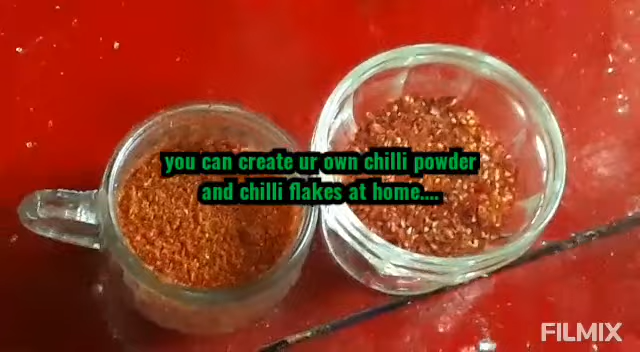 you can create ur own chilli powder
and chilli flakes at home....
FILMIX